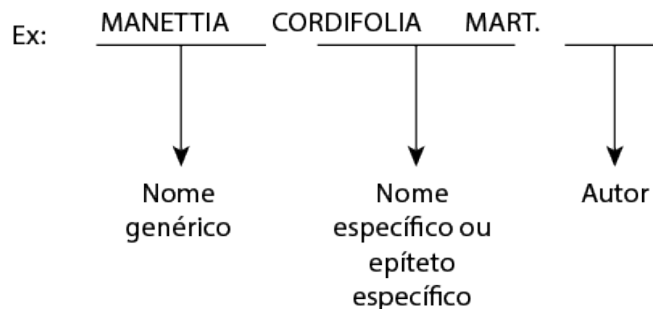 Ex: MANETTIA CORDIFOLIA MART.
Nome genérico
Nome específico ou epíteto específico
Autor